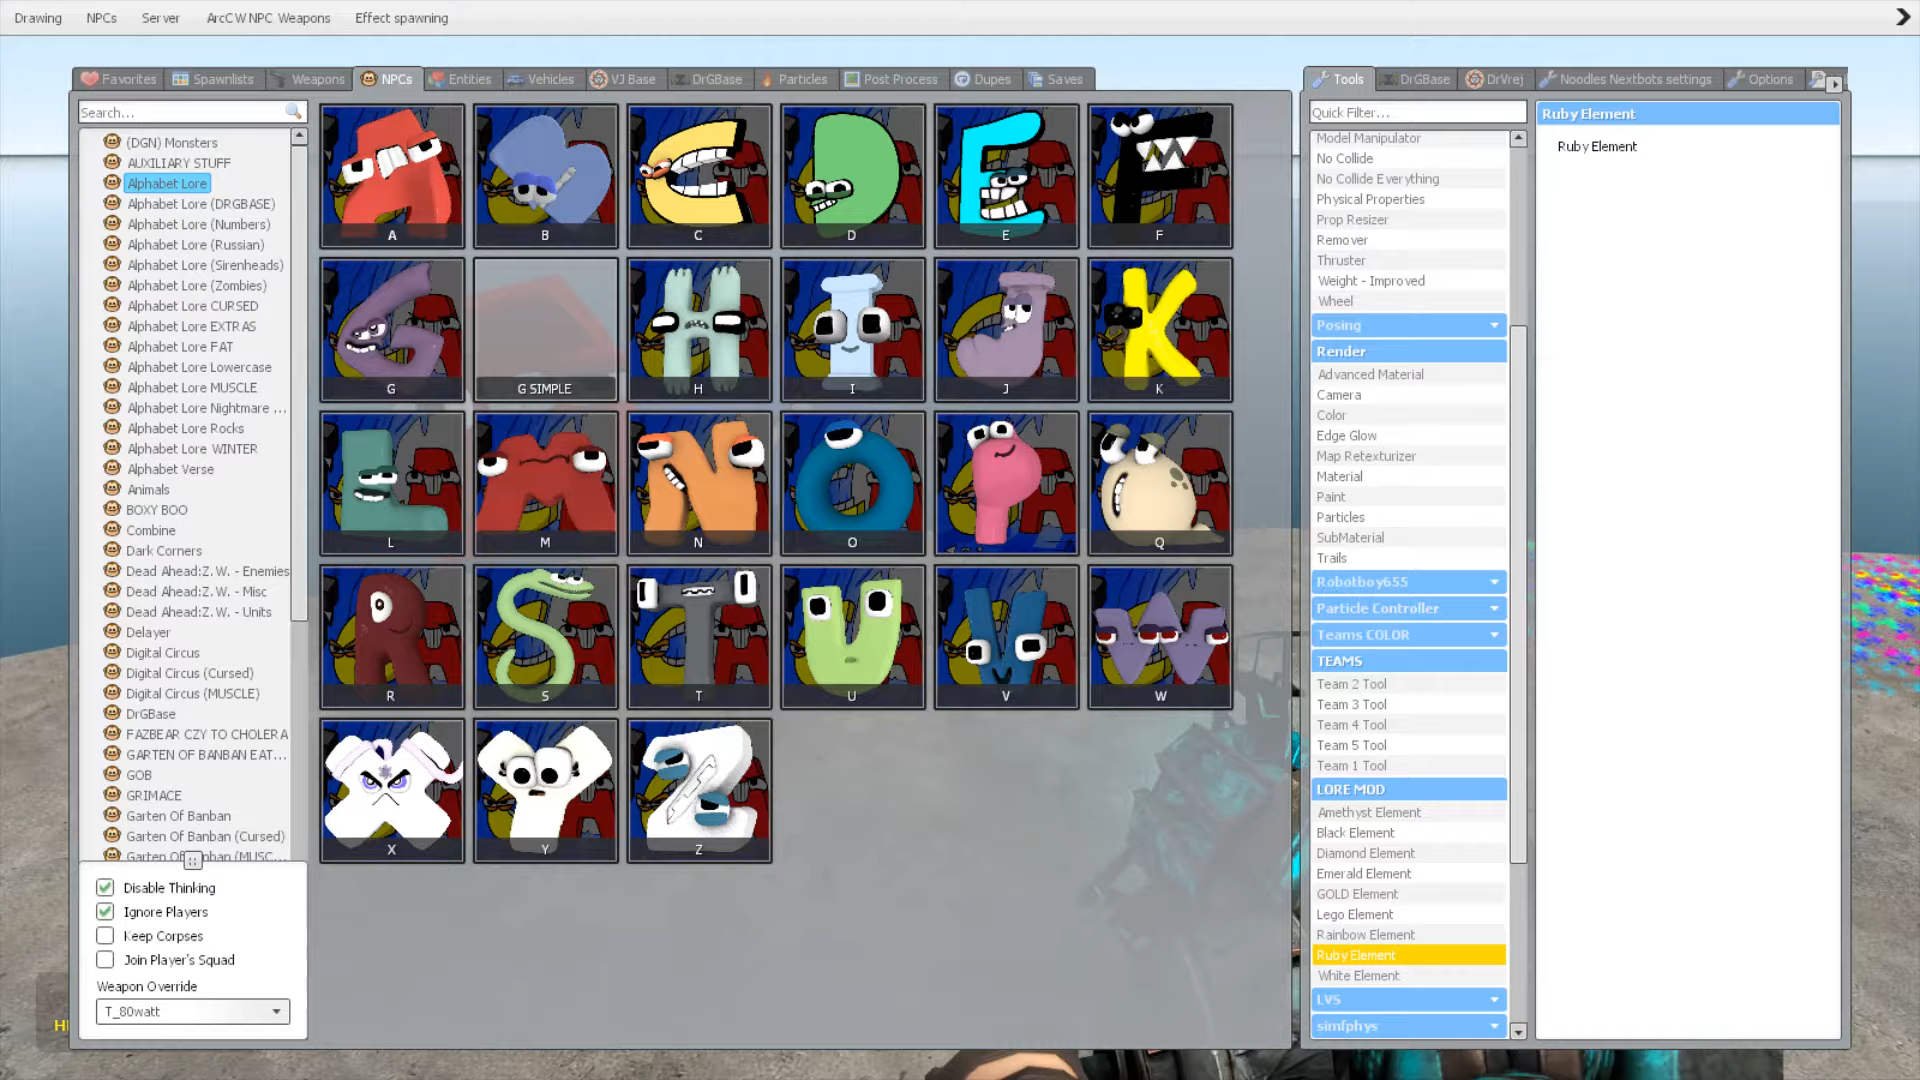 Drawing NPCs Server ArcCW NPC Weapons Effect spawning
Favorites Spawnlists Weapons NPCs Entities Vehicles VJ Base DrGBase Particles Post Process Dupes Saves
Search...
(DGN) Monsters
AUXILIARY STUFF
Alphabet Lore
Alphabet Lore (DRGBASE)
Alphabet Lore (Numbers)
Alphabet Lore (Russian)
Alphabet Lore (Sirenheads)
Alphabet Lore (Zombies)
Alphabet Lore CURSED
Alphabet Lore EXTRAS
Alphabet Lore FAT
Alphabet Lore Lowercase
Alphabet Lore MUSCLE
Alphabet Lore Nightmare ...
Alphabet Lore Rocks
Alphabet Lore WINTER
Alphabet Verse
Animals
BOXY BOO
Combine
Dark Corners
Dead Ahead:Z.W. - Enemies
Dead Ahead:Z.W. - Misc
Dead Ahead:Z.W. - Units
Delayer
Digital Circus
Digital Circus (Cursed)
Digital Circus (MUSCLE)
DrGBase
FAZBEAR CZY TO CHOLERA
GARTEN OF BANBAN EAT...
GOB
GRIMACE
Garten Of Banban
Garten Of Banban (Cursed)
Disable Thinking
Ignore Players
Keep Corpses
Join Player's Squad
Weapon Override
T_80watt
A B C D E F
G G SIMPLE H I J K
L M N O P Q
R S T U V W
X Y Z
Tools DrGBase DrVrej Noodles Nextbots settings Options
Quick Filter...
Model Manipulator
No Collide
No Collide Everything
Physical Properties
Prop Resizer
Remover
Thruster
Weight - Improved
Wheel
Posing
Render
Advanced Material
Camera
Color
Edge Glow
Map Retexturizer
Material
Paint
Particles
SubMaterial
Trails
Robotboy655
Particle Controller
Teams COLOR
TEAMS
Team 2 Tool
Team 3 Tool
Team 4 Tool
Team 5 Tool
Team 1 Tool
LORE MOD
Amethyst Element
Black Element
Diamond Element
Emerald Element
GOLD Element
Lego Element
Rainbow Element
Ruby Element
White Element
LVS
simfphys
Ruby Element
Ruby Element